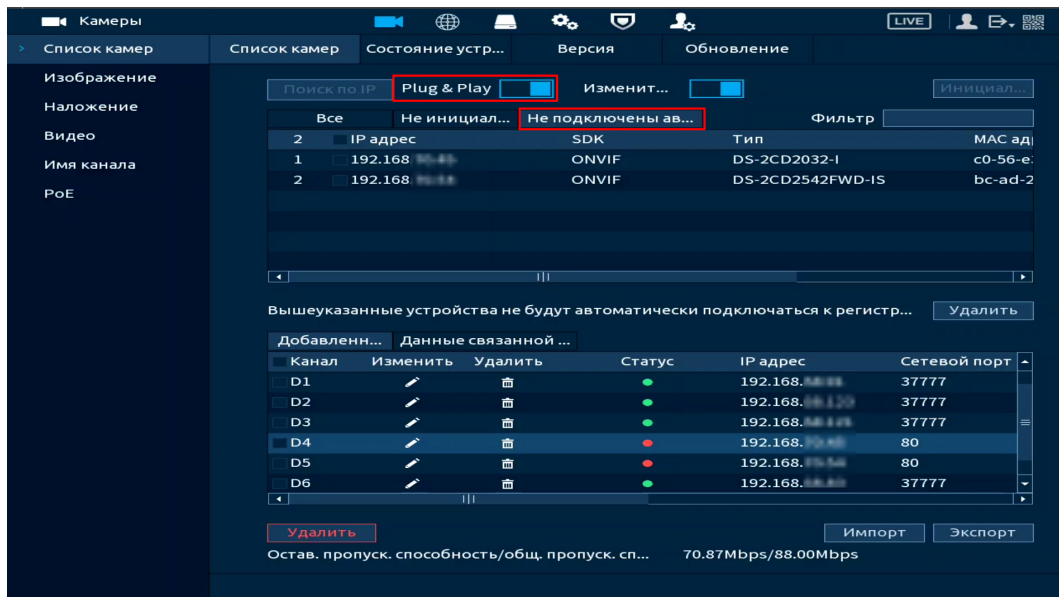 Камеры LIVE
Список камер
Изображение
Наложение
Видео
Имя канала
PoE
Список камер Состояние устр... Версия Обновление
Поиск по IP Plug & Play Изменит... Инициал...
Все Не инициал... Не подключены ав... Фильтр
2 IP адрес SDK Тип MAC ад
1 192.168. ONVIF DS-2CD2032-I c0-56-e
2 192.168. ONVIF DS-2CD2542FWD-IS bc-ad-2
Вышеуказанные устройства не будут автоматически подключаться к регистр... Удалить
Добавленн... Данные связанной ...
Канал Изменить Удалить Статус IP адрес Сетевой порт
D1 192.168. 37777
D2 192.168. 37777
D3 192.168. 37777
D4 192.168. 80
D5 192.168. 80
D6 192.168. 37777
Удалить Импорт Экспорт
Остав. пропуск. способность/общ. пропуск. сп... 70.87Mbps/88.00Mbps